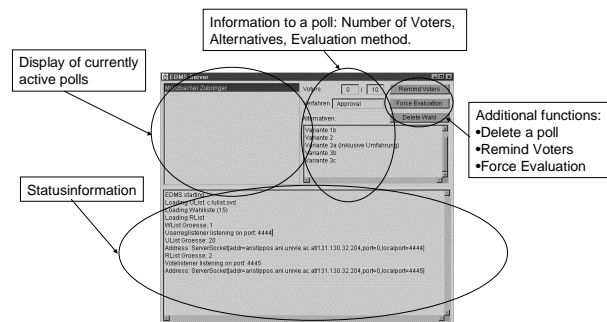 Information to a poll: Number of Voters,
Alternatives, Evaluation method.
Display of currently
active polls
EDMS Server
Miristbacher Zubringer
Voters 0 / 10 Remind Voters
Verfahren Approval Force Evaluation
Alternativen: Delete Wahl
Variante 1b
Variante 2
Variante 3a (inklusive Umfahrung)
Variante 3b
Variante 3c
Additional functions:
•Delete a poll
•Remind Voters
•Force Evaluation
Statusinformation
EDMS starting
Loading UList: c:/ulist.svd
Loading Wahlliste (15)
Loading RList
WList Groesse: 1
Userreglistener listening on port: 4444
UList Groesse: 20
Address: ServerSocket[addr=aristippos.ani.univie.ac.at/131.130.32.204,port=0,localport=4444]
RList Groesse: 2
Votelistener listening on port: 4445
Address: ServerSocket[addr=aristippos.ani.univie.ac.at/131.130.32.204,port=0,localport=4445]